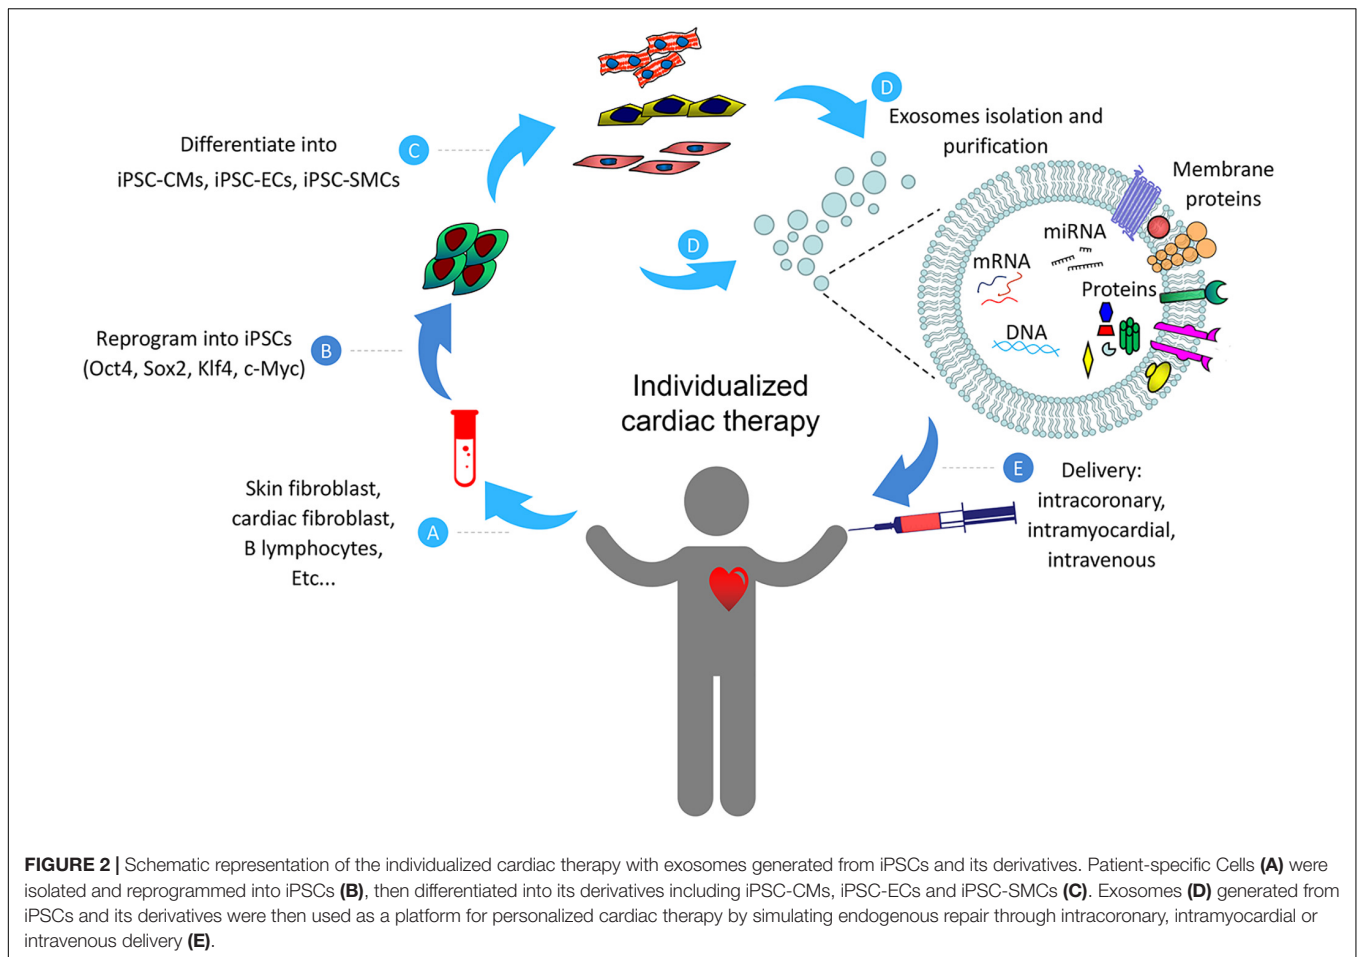 D
Exosomes isolation and
purification
Differentiate into
iPSC-CMs, iPSC-ECs, iPSC-SMCs
C
Membrane
proteins
miRNA
mRNA
Proteins
DNA
D
Reprogram into iPSCs
(Oct4, Sox2, Klf4, c-Myc)
B
Individualized
cardiac therapy
Skin fibroblast,
cardiac fibroblast,
B lymphocytes,
Etc...
A
E
Delivery:
intracoronary,
intramyocardial,
intravenous
FIGURE 2 | Schematic representation of the individualized cardiac therapy with exosomes generated from iPSCs and its derivatives. Patient-specific Cells (A) were
isolated and reprogrammed into iPSCs (B), then differentiated into its derivatives including iPSC-CMs, iPSC-ECs and iPSC-SMCs (C). Exosomes (D) generated from
iPSCs and its derivatives were then used as a platform for personalized cardiac therapy by simulating endogenous repair through intracoronary, intramyocardial or
intravenous delivery (E).